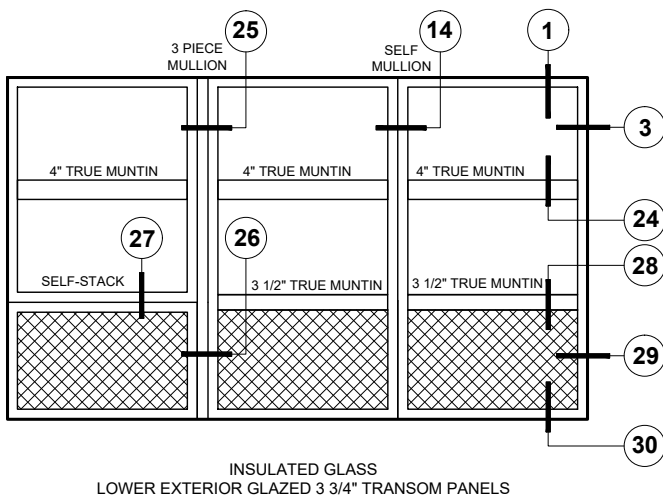 25
14
1
3 PIECE
MULLION
SELF
MULLION
3
4" TRUE MUNTIN
4" TRUE MUNTIN
4" TRUE MUNTIN
24
27
26
28
SELF-STACK
3 1/2" TRUE MUNTIN
3 1/2" TRUE MUNTIN
29
30
INSULATED GLASS
LOWER EXTERIOR GLAZED 3 3/4" TRANSOM PANELS